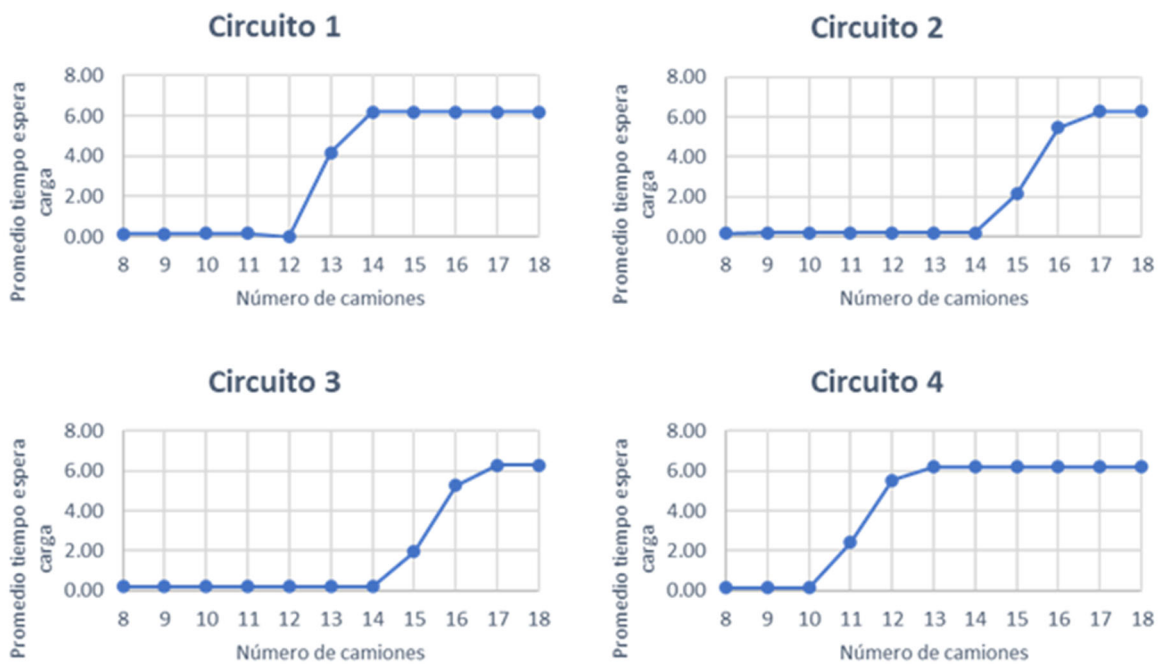 Circuito 1
Promedio tiempo espera
carga
8.00
6.00
4.00
2.00
0.00
8 9 10 11 12 13 14 15 16 17 18
Número de camiones
Circuito 2
Promedio tiempo espera
carga
8.00
6.00
4.00
2.00
0.00
8 9 10 11 12 13 14 15 16 17 18
Número de camiones
Circuito 3
Promedio tiempo espera
carga
8.00
6.00
4.00
2.00
0.00
8 9 10 11 12 13 14 15 16 17 18
Número de camiones
Circuito 4
Promedio tiempo espera
carga
8.00
6.00
4.00
2.00
0.00
8 9 10 11 12 13 14 15 16 17 18
Número de camiones